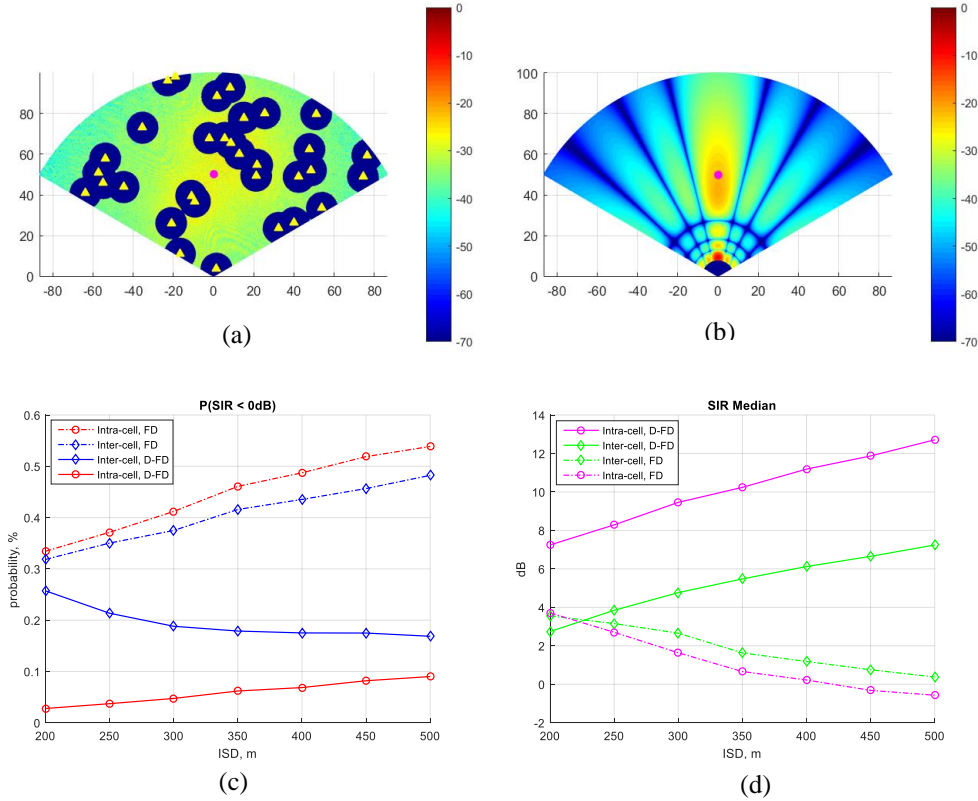 0
-10
-20
-30
-40
-50
-60
-70
80
60
40
20
0
-80 -60 -40 -20 0 20 40 60 80
(a)
0
-10
-20
-30
-40
-50
-60
-70
100
80
60
40
20
0
-80 -60 -40 -20 0 20 40 60 80
(b)
P(SIR < 0dB)
Intra-cell, FD
Inter-cell, FD
Inter-cell, D-FD
Intra-cell, D-FD
probability, %
0.6
0.5
0.4
0.3
0.2
0.1
0
200 250 300 350 400 450 500
ISD, m
(c)
SIR Median
Intra-cell, D-FD
Inter-cell, D-FD
Inter-cell, FD
Intra-cell, FD
dB
14
12
10
8
6
4
2
0
-2
200 250 300 350 400 450 500
ISD, m
(d)